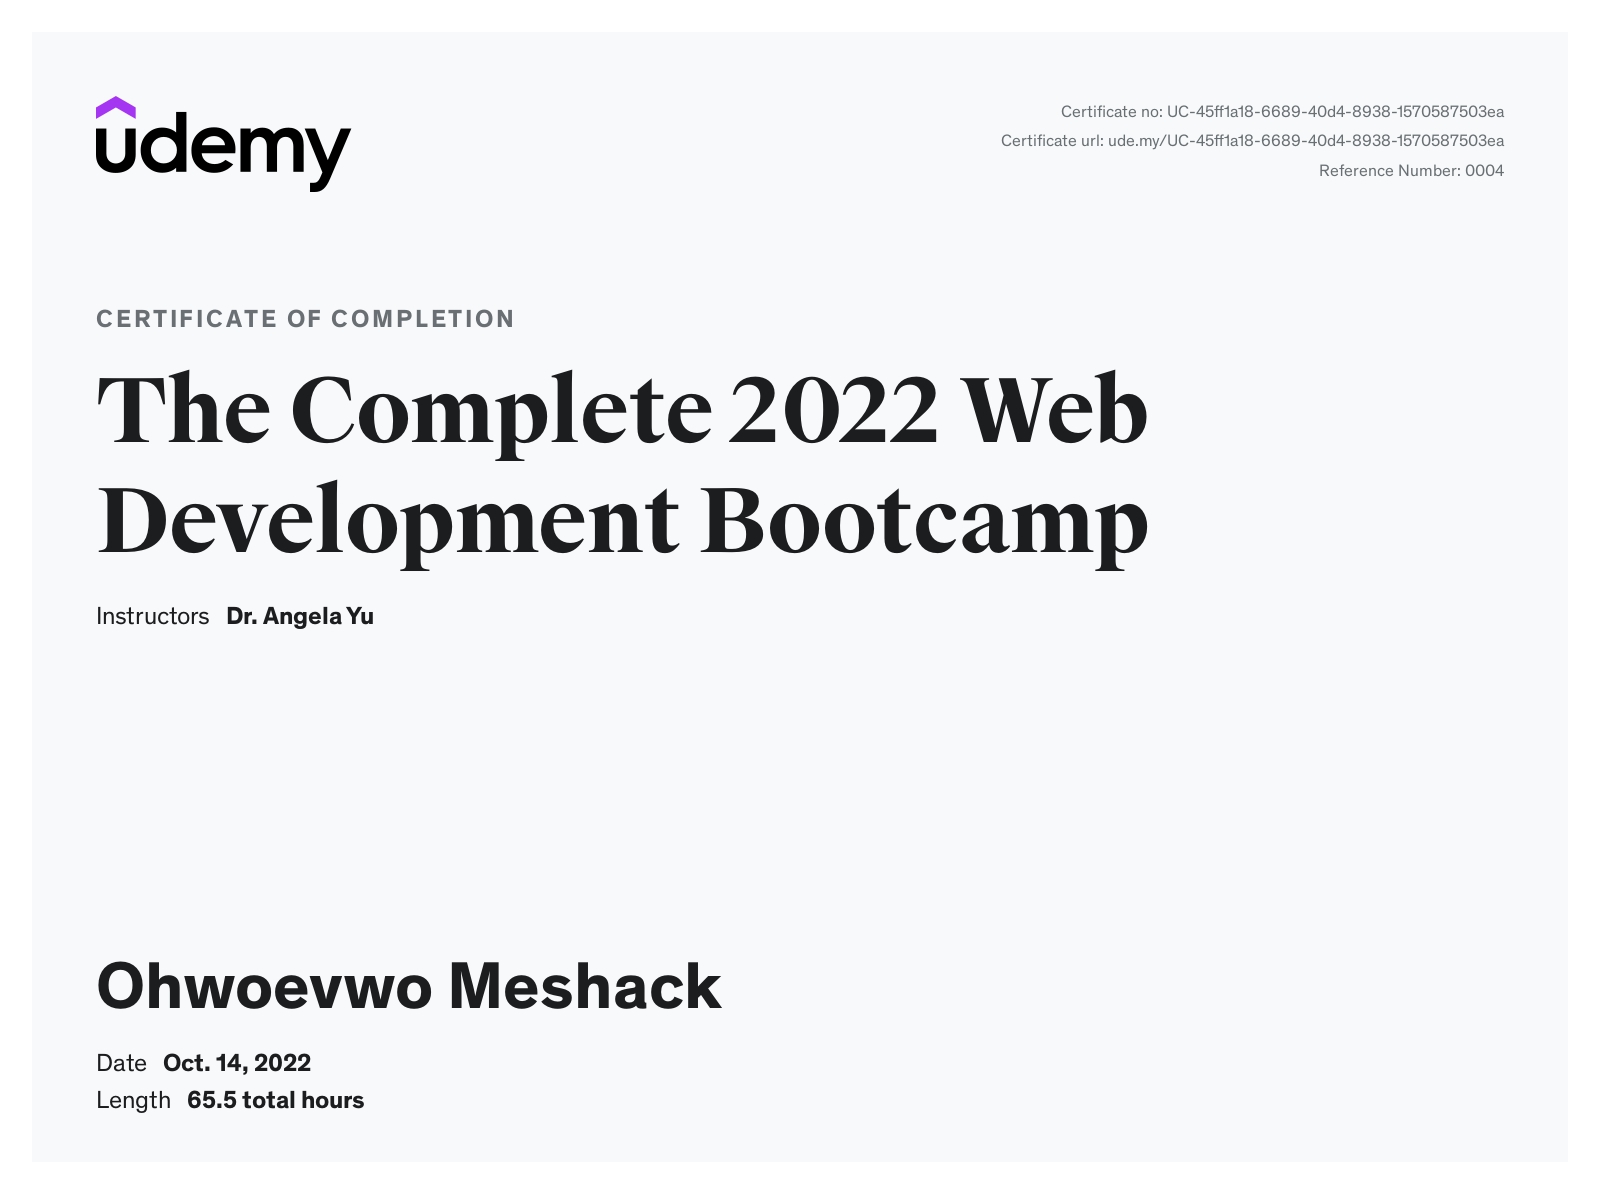 udemy
Certificate no: UC-45ff1a18-6689-40d4-8938-1570587503ea
Certificate url: ude.my/UC-45ff1a18-6689-40d4-8938-1570587503ea
Reference Number: 0004
CERTIFICATE OF COMPLETION
The Complete 2022 Web
Development Bootcamp
Instructors Dr. Angela Yu
Ohwoevwo Meshack
Date Oct. 14, 2022
Length 65.5 total hours